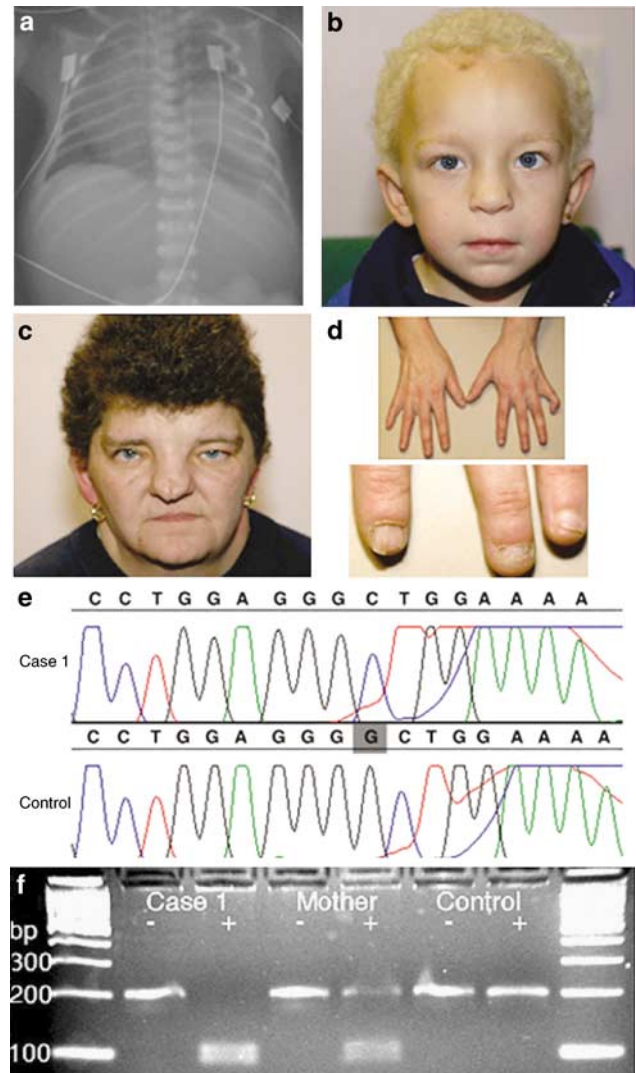 a
b
c
d
e
C C T G G A G G G C T G G A A A A
Case 1
C C T G G A G G G G C T G G A A A A
Control
f
Case 1 Mother Control
bp - + - + - + 
300
200
100